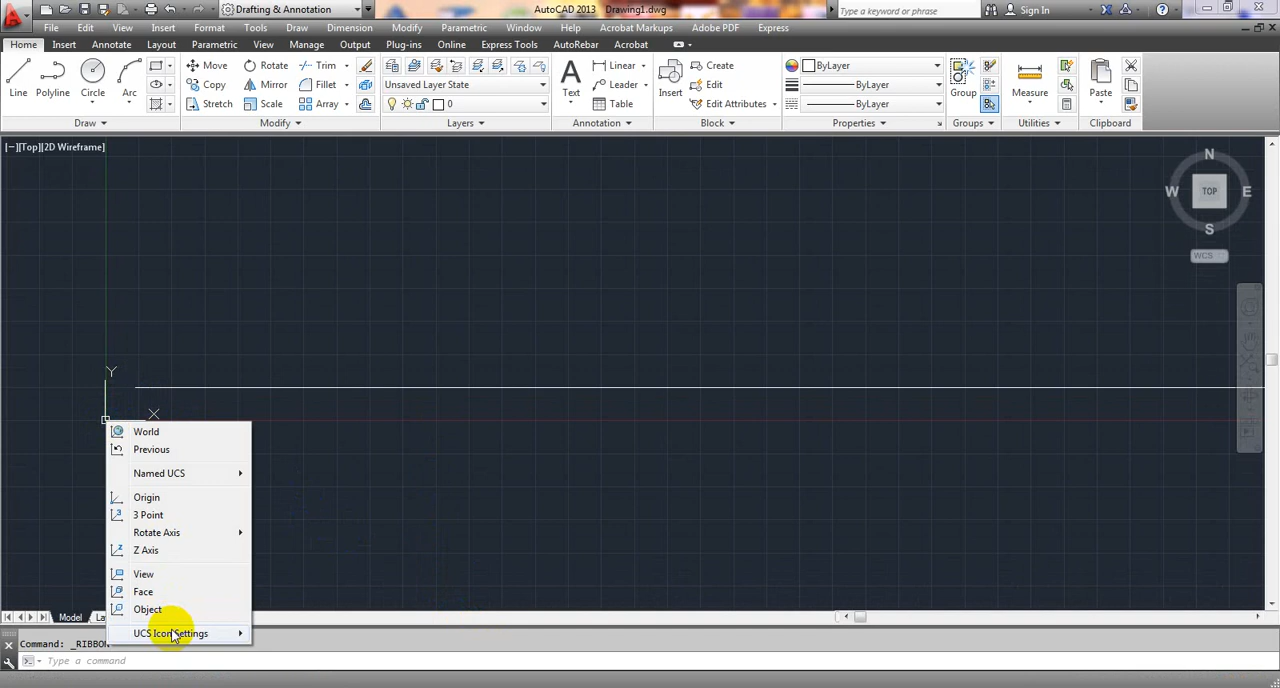 Drafting & Annotation
AutoCAD 2013 Drawing1.dwg
Type a keyword or phrase
Sign In
File Edit View Insert Format Tools Draw Dimension Modify Parametric Window Help Acrobat Markups Adobe PDF Express
Home Insert Annotate Layout Parametric View Manage Output Plug-ins Online Express Tools AutoRebar Acrobat
Line Polyline Circle Arc
Move Rotate Trim
Copy Mirror Fillet
Stretch Scale Array
Unsaved Layer State
0
Text
Linear
Leader
Table
Insert
Create
Edit
Edit Attributes
ByLayer
ByLayer
ByLayer
Group
Measure
Paste
Draw Modify Layers Annotation Block Properties Groups Utilities Clipboard
[−][Top][2D Wireframe]
N
W TOP E
S
WCS
Y
X
World
Previous
Named UCS
Origin
3 Point
Rotate Axis
Z Axis
View
Face
Object
UCS Icon Settings
Model
Command: _RIBBON
Type a command